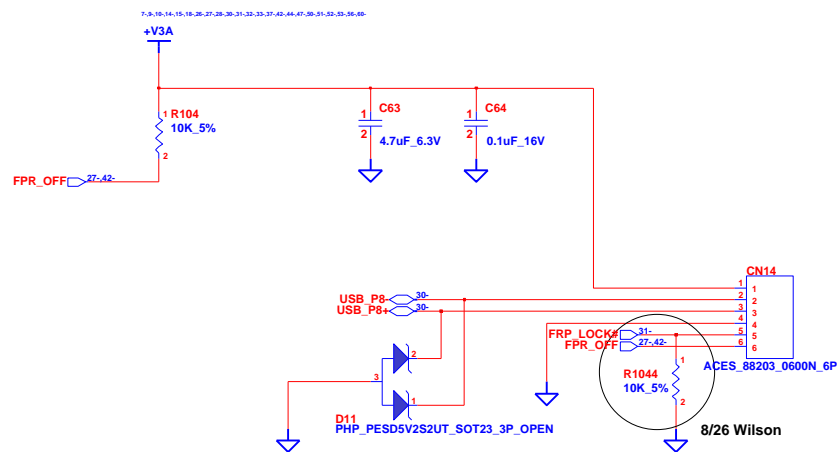 7-,9-,10-,14-,15-,18-,26-,27-,28-,30-,31-,32-,33-,37-,42-,44-,47-,50-,51-,52-,53-,56-,60-
+V3A
1
R104
10K_5%
2
1
C63
2
4.7uF_6.3V
1
C64
2
0.1uF_16V
FPR_OFF
27-,42-
CN14
USB_P8-
30-
1
1
2
2
USB_P8+
30-
3
3
4
4
FRP_LOCK#
31-
5
5
FPR_OFF
27-,42-
6
6
ACES_88203_0600N_6P
2
3
1
1
R1044
10K_5%
2
D11
PHP_PESD5V2S2UT_SOT23_3P_OPEN
8/26 Wilson